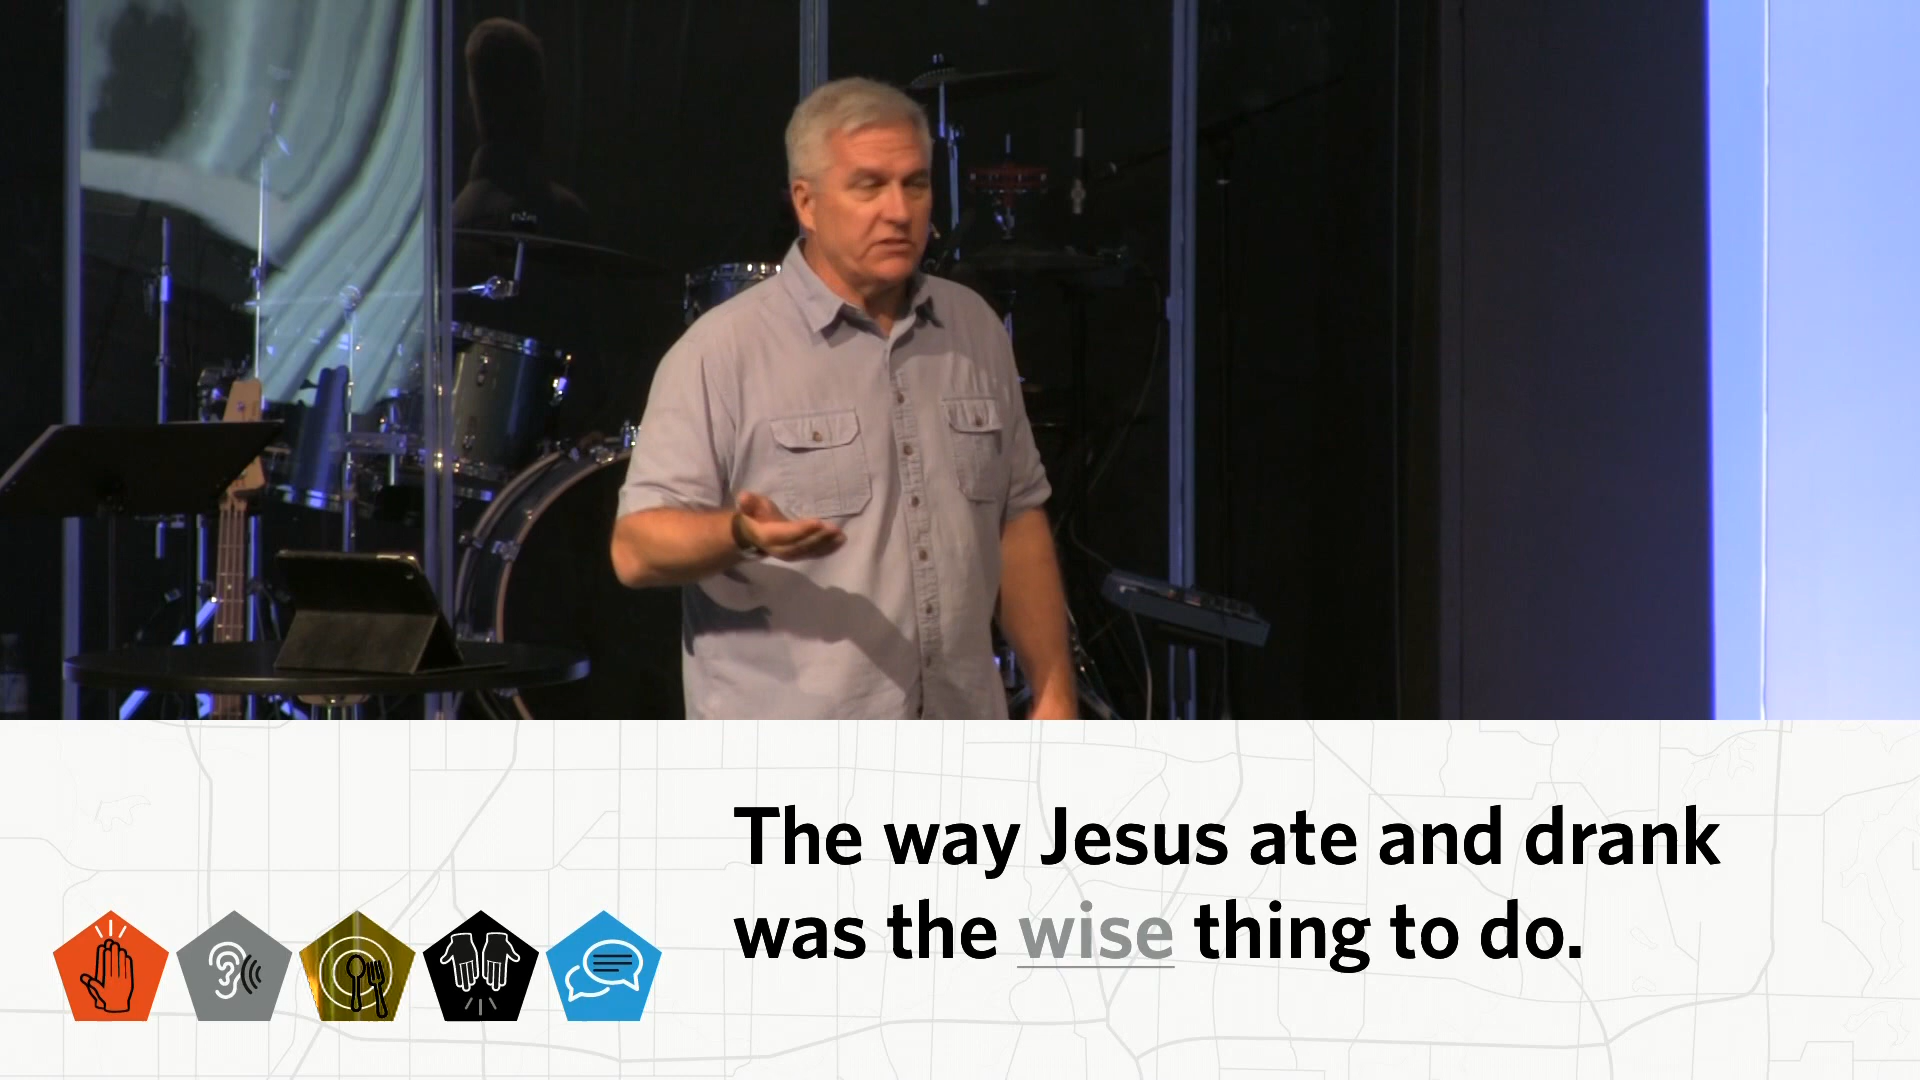 The way Jesus ate and drank
was the wise thing to do.